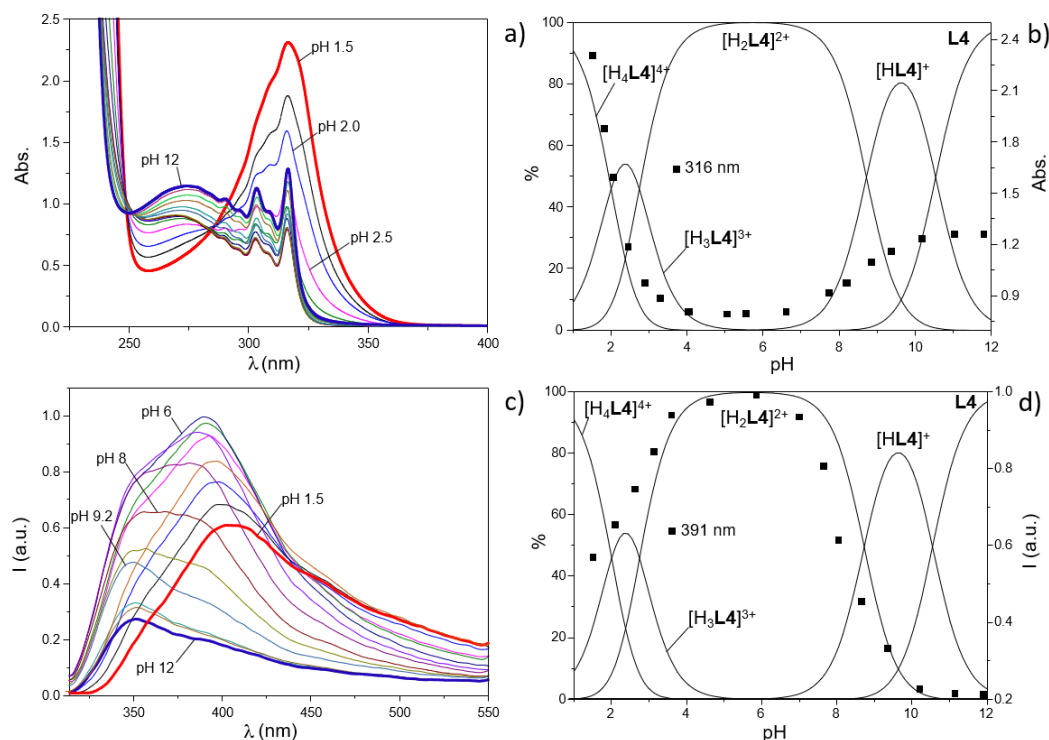 a)
2.5
2.0
1.5
1.0
0.5
0.0
Abs.
pH 1.5
pH 2.0
pH 12
pH 2.5
250
300
350
400
λ (nm)
b)
100
80
60
40
20
0
%
[H₄L4]⁴⁺
[H₂L4]²⁺
[HL4]⁺
L4
316 nm
[H₃L4]³⁺
2.4
2.1
1.8
1.5
1.2
0.9
Abs.
2
4
6
8
10
12
pH
c)
1.0
0.8
0.6
0.4
0.2
0.0
I (a.u.)
pH 6
pH 8
pH 1.5
pH 9.2
pH 12
350
400
450
500
550
λ (nm)
d)
100
80
60
40
20
0
%
[H₄L4]⁴⁺
[H₂L4]²⁺
[HL4]⁺
L4
391 nm
[H₃L4]³⁺
1.0
0.8
0.6
0.4
0.2
I (a.u.)
2
4
6
8
10
12
pH